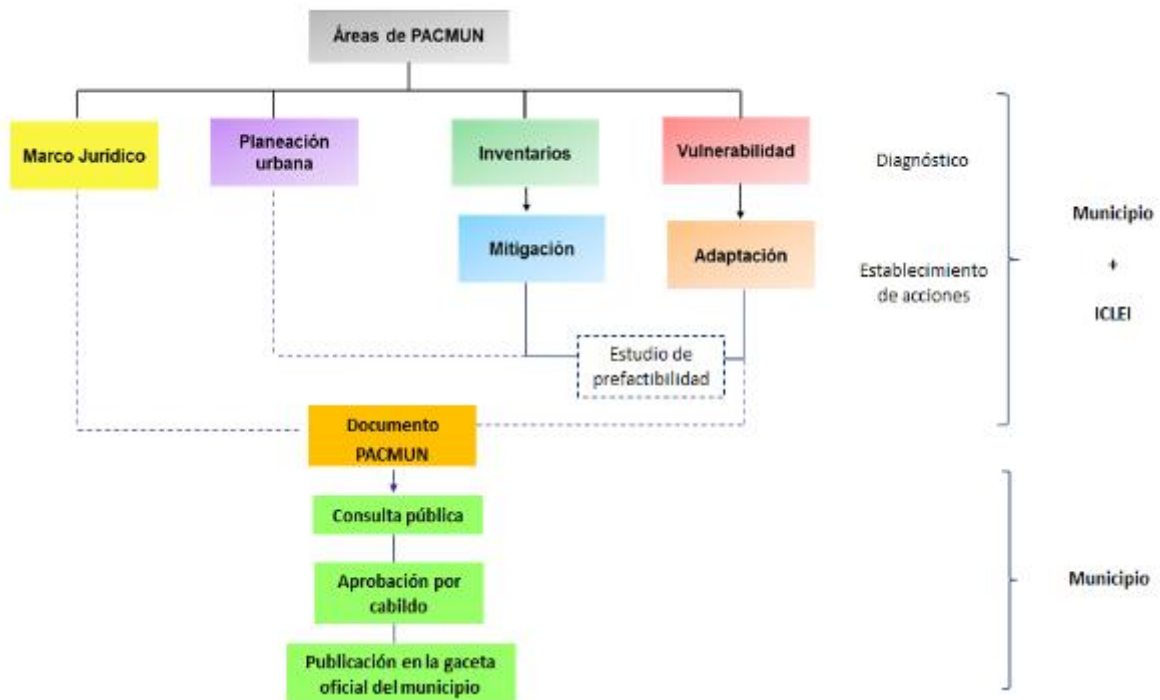 Áreas de PACMUN
Marco Jurídico
Planeación
urbana
Inventarios
Vulnerabilidad
Diagnóstico
Mitigación
Adaptación
Establecimiento
de acciones
Municipio
+
ICLEI
Estudio de
prefactibilidad
Documento
PACMUN
Consulta pública
Aprobación por
cabildo
Publicación en la gaceta
oficial del municipio
Municipio